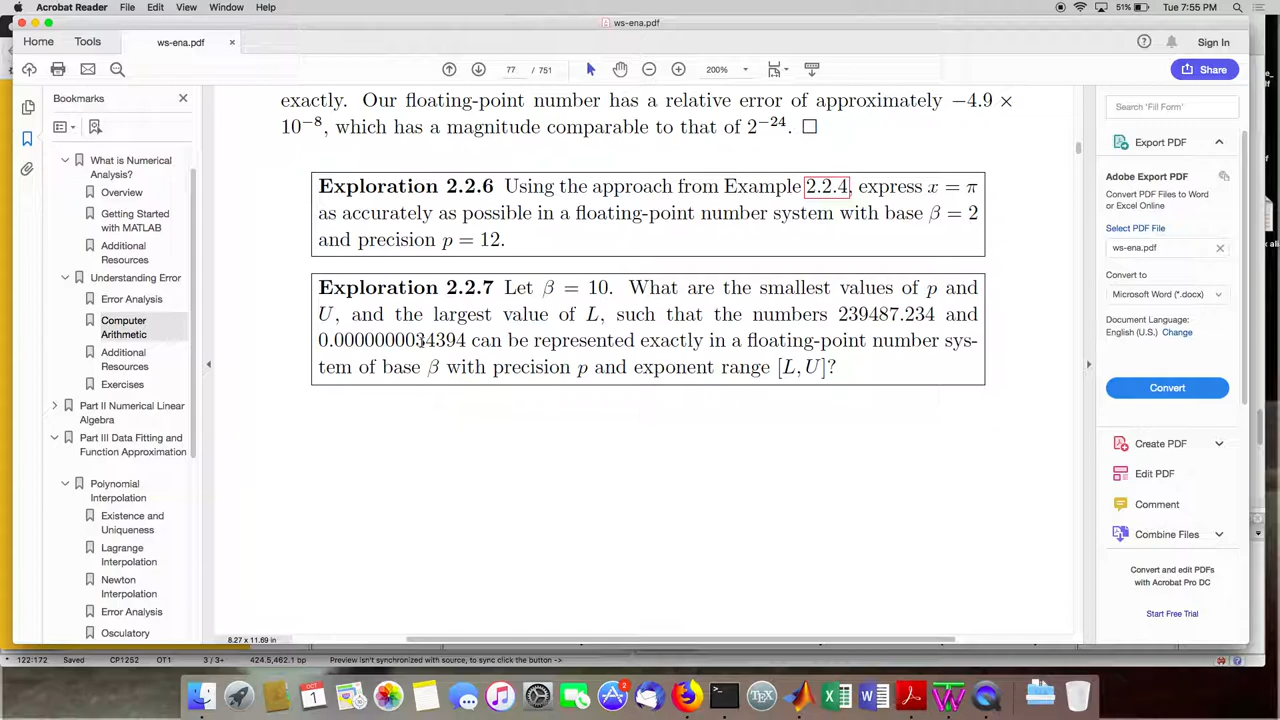 Acrobat Reader File Edit View Window Help 51% Tue 7:55 PM
ws-ena.pdf
Home Tools ws-ena.pdf × Sign In
77 / 751 200% Share
Bookmarks
What is Numerical
Analysis?
Overview
Getting Started
with MATLAB
Additional
Resources
Understanding Error
Error Analysis
Computer
Arithmetic
Additional
Resources
Exercises
Part II Numerical Linear
Algebra
Part III Data Fitting and
Function Approximation
Polynomial
Interpolation
Existence and
Uniqueness
Lagrange
Interpolation
Newton
Interpolation
Error Analysis
Osculatory
exactly. Our floating-point number has a relative error of approximately −4.9 ×
10−8, which has a magnitude comparable to that of 2−24. □
Exploration 2.2.6 Using the approach from Example 2.2.4, express x = π
as accurately as possible in a floating-point number system with base β = 2
and precision p = 12.
Exploration 2.2.7 Let β = 10. What are the smallest values of p and
U, and the largest value of L, such that the numbers 239487.234 and
0.0000000034394 can be represented exactly in a floating-point number sys-
tem of base β with precision p and exponent range [L, U]?
8.27 x 11.69 in
Search 'Fill Form'
Export PDF
Adobe Export PDF
Convert PDF Files to Word
or Excel Online
Select PDF File
ws-ena.pdf ×
Convert to
Microsoft Word (*.docx)
Document Language:
English (U.S.) Change
Convert
Create PDF
Edit PDF
Comment
Combine Files
Convert and edit PDFs
with Acrobat Pro DC
Start Free Trial
* 122:172 Saved CP1252 OT1 3 / 3+ 424.5,462.1 bp Preview isn't synchronized with source, to sync click the button ->